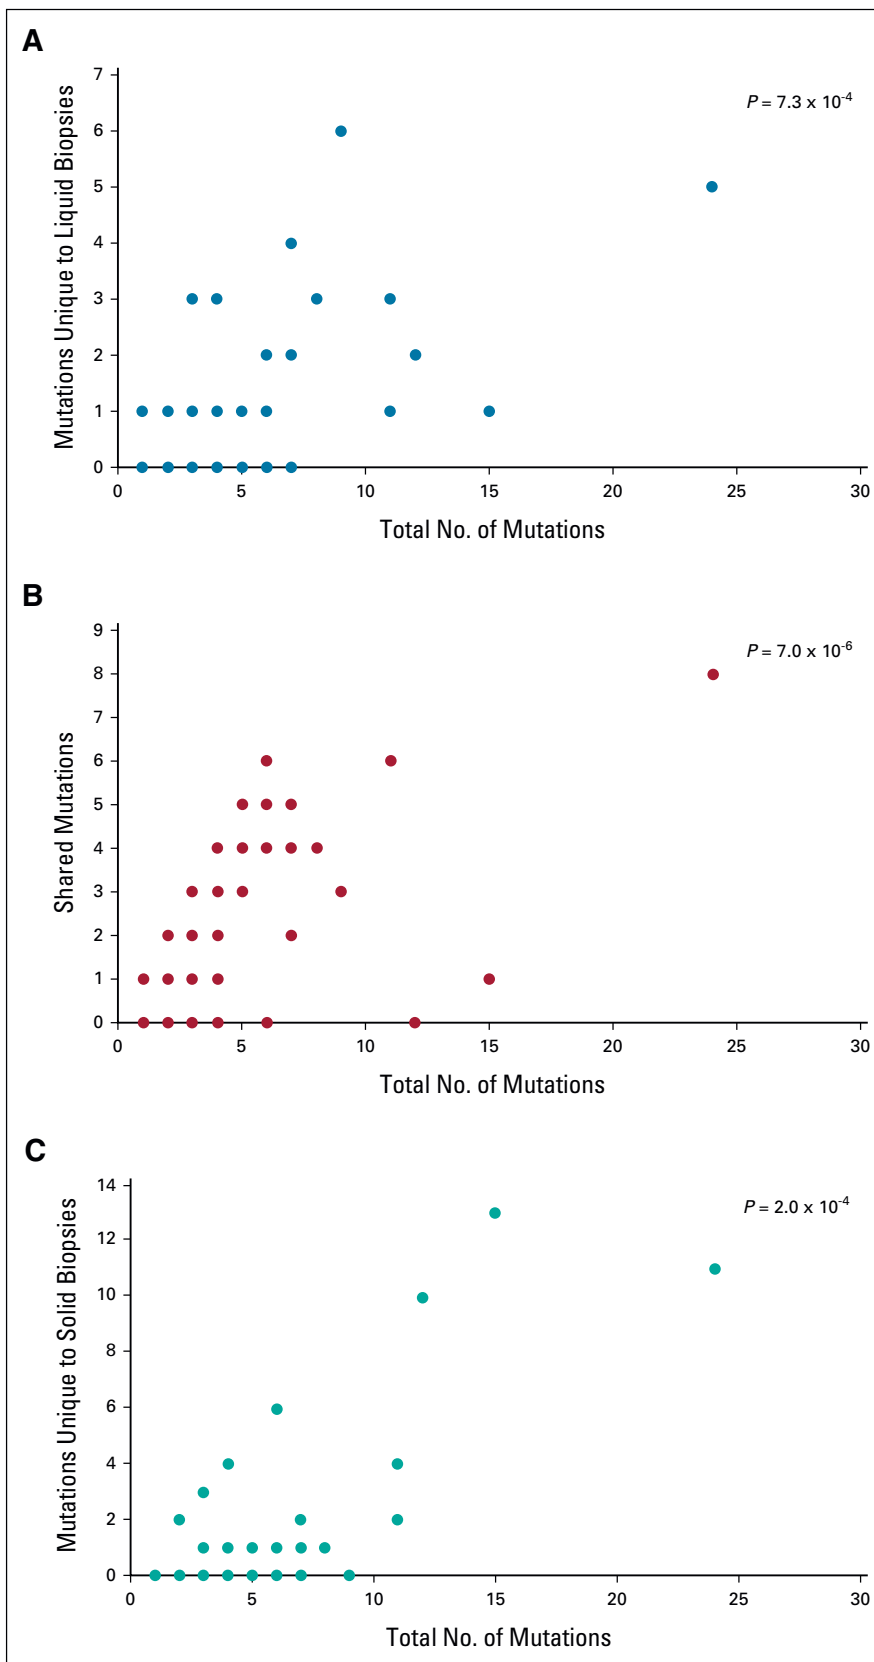 A
Mutations Unique to Liquid Biopsies
7
6
5
4
3
2
1
0
P = 7.3 x 10-4
0 5 10 15 20 25 30
Total No. of Mutations
B
Shared Mutations
9
8
7
6
5
4
3
2
1
0
P = 7.0 x 10-6
0 5 10 15 20 25 30
Total No. of Mutations
C
Mutations Unique to Solid Biopsies
14
12
10
8
6
4
2
0
P = 2.0 x 10-4
0 5 10 15 20 25 30
Total No. of Mutations